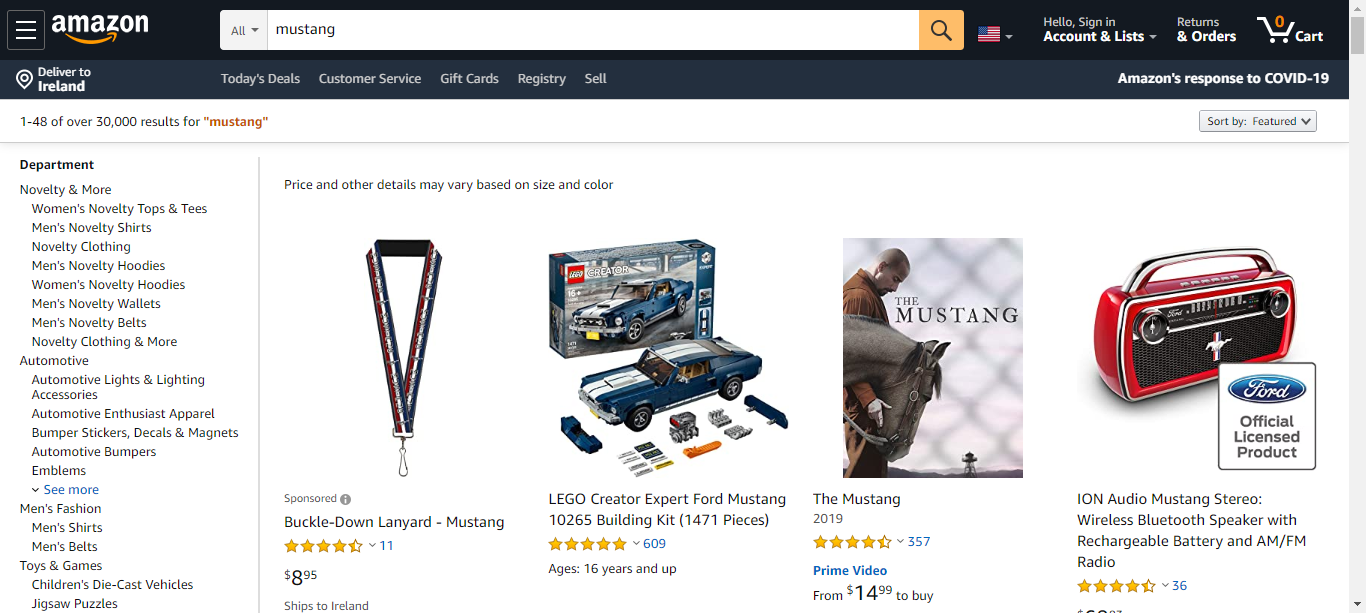 amazon
All
mustang
Hello, Sign in
Account & Lists
Returns
& Orders
0
Cart
Deliver to
Ireland
Today's Deals
Customer Service
Gift Cards
Registry
Sell
Amazon's response to COVID-19
1-48 of over 30,000 results for "mustang"
Sort by: Featured
Department
Novelty & More
Women's Novelty Tops & Tees
Men's Novelty Shirts
Novelty Clothing
Men's Novelty Hoodies
Women's Novelty Hoodies
Men's Novelty Wallets
Men's Novelty Belts
Novelty Clothing & More
Automotive
Automotive Lights & Lighting
Accessories
Automotive Enthusiast Apparel
Bumper Stickers, Decals & Magnets
Automotive Bumpers
Emblems
See more
Men's Fashion
Men's Shirts
Men's Belts
Toys & Games
Children's Die-Cast Vehicles
Jigsaw Puzzles
Price and other details may vary based on size and color
Sponsored
Buckle-Down Lanyard - Mustang
11
$8.95
Ships to Ireland
LEGO
CREATOR
16+
LEGO Creator Expert Ford Mustang
10265 Building Kit (1471 Pieces)
609
Ages: 16 years and up
THE
MUSTANG
The Mustang
2019
357
Prime Video
From $14.99 to buy
Ford
Ford
Official
Licensed
Product
ION Audio Mustang Stereo:
Wireless Bluetooth Speaker with
Rechargeable Battery and AM/FM
Radio
36